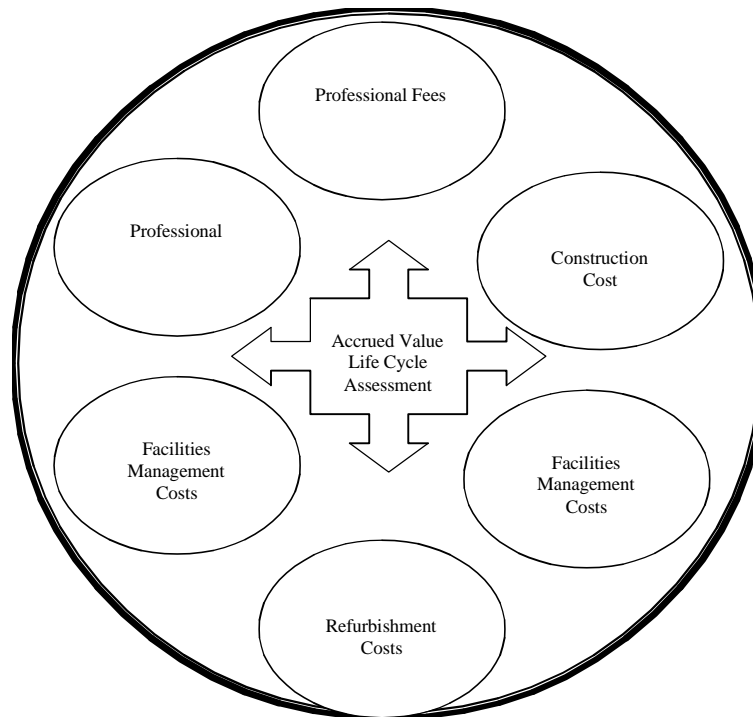 Professional Fees
Professional
Construction
Cost
Accrued Value
Life Cycle
Assessment
Facilities
Management
Costs
Facilities
Management
Costs
Refurbishment
Costs